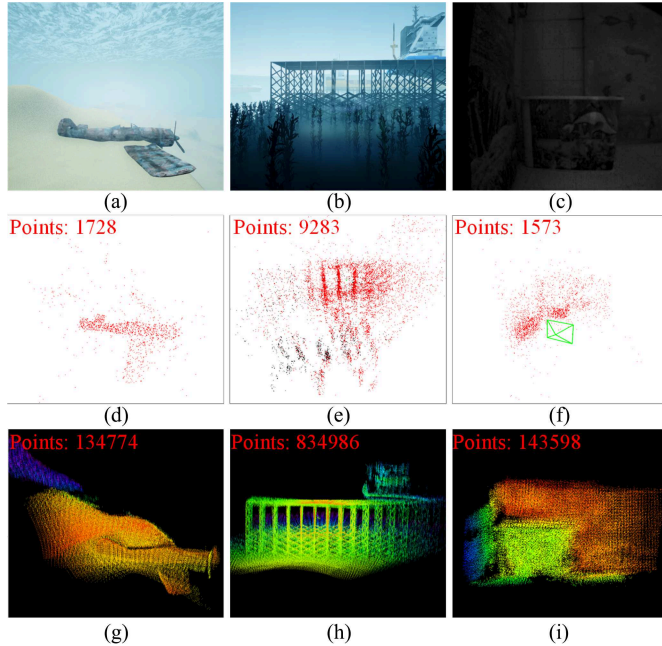 (a) (b) (c)
Points: 1728 Points: 9283 Points: 1573
(d) (e) (f)
Points: 134774 Points: 834986 Points: 143598
(g) (h) (i)